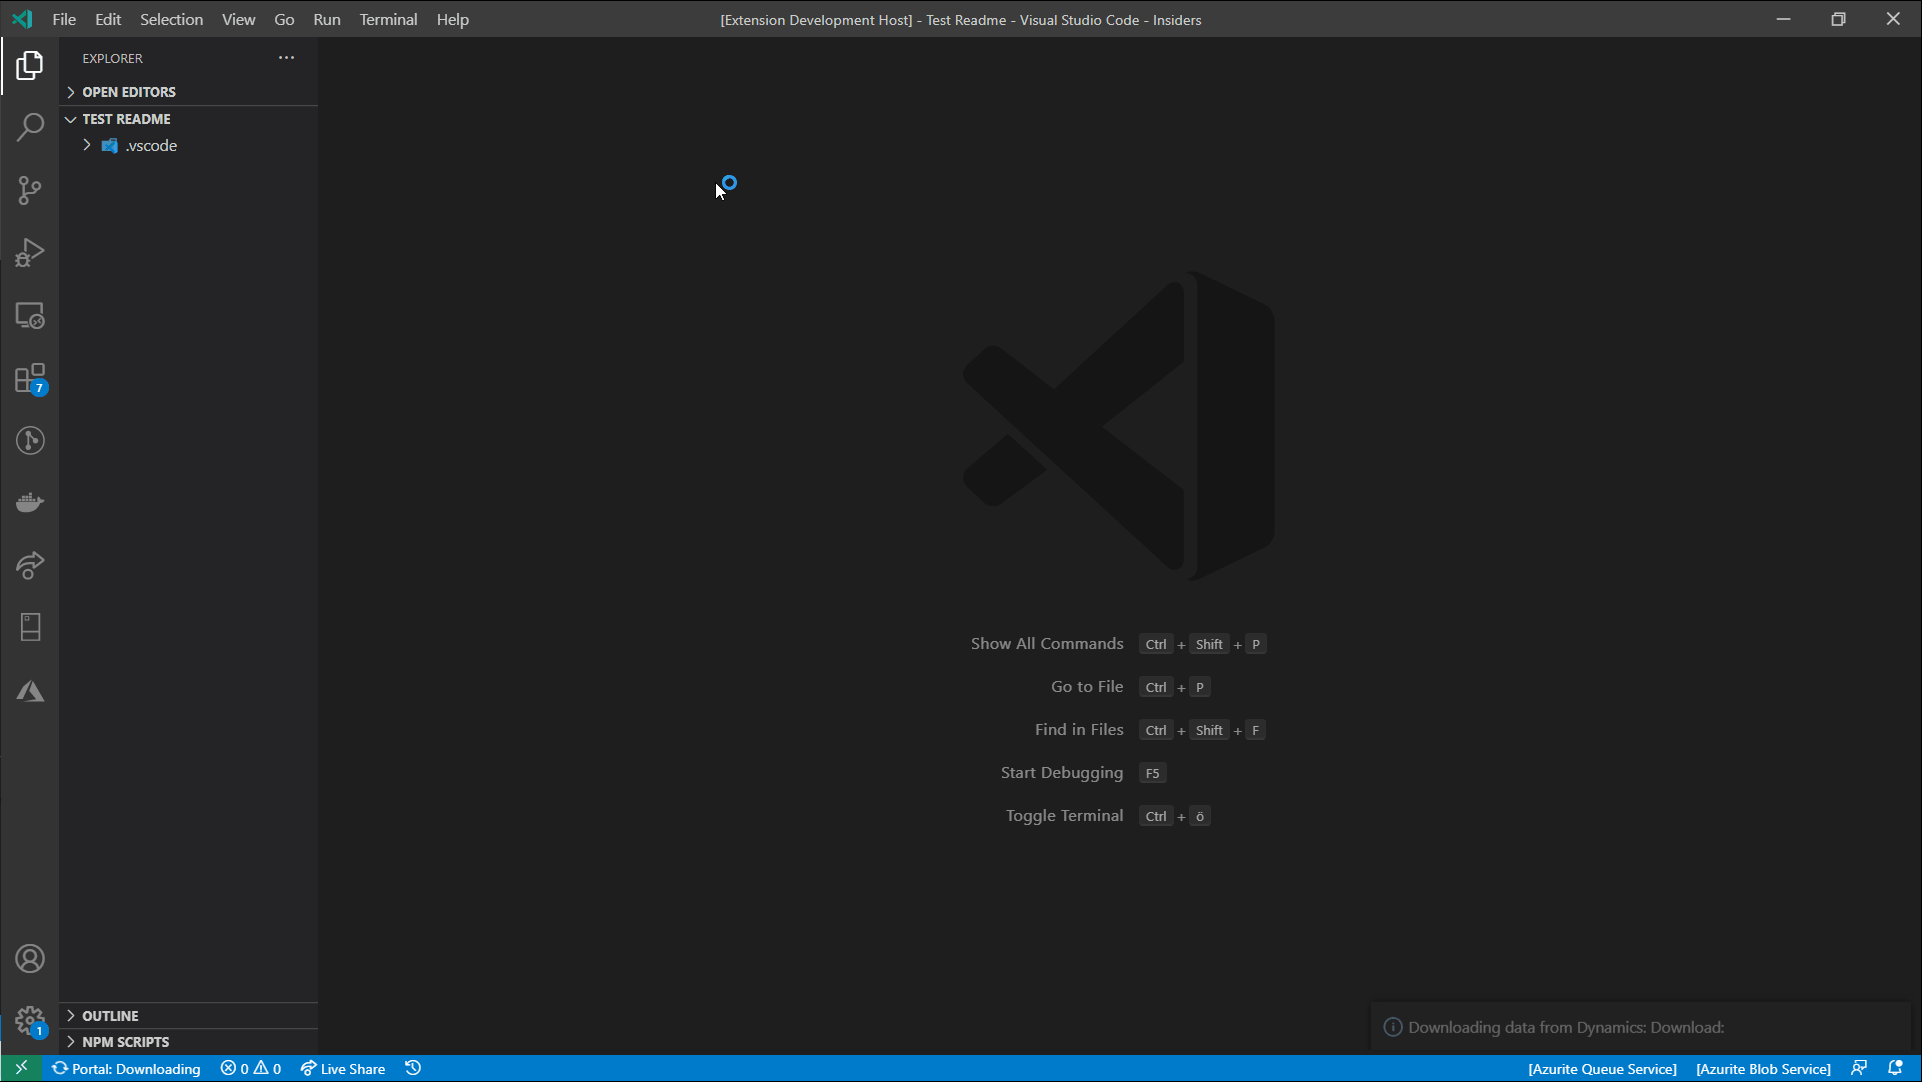 File Edit Selection View Go Run Terminal Help
[Extension Development Host] - Test Readme - Visual Studio Code - Insiders
EXPLORER
OPEN EDITORS
TEST README
.vscode
7
Show All Commands Ctrl + Shift + P
Go to File Ctrl + P
Find in Files Ctrl + Shift + F
Start Debugging F5
Toggle Terminal Ctrl + ö
1
OUTLINE
NPM SCRIPTS
Downloading data from Dynamics: Download:
Portal: Downloading 0 0 Live Share [Azurite Queue Service] [Azurite Blob Service]